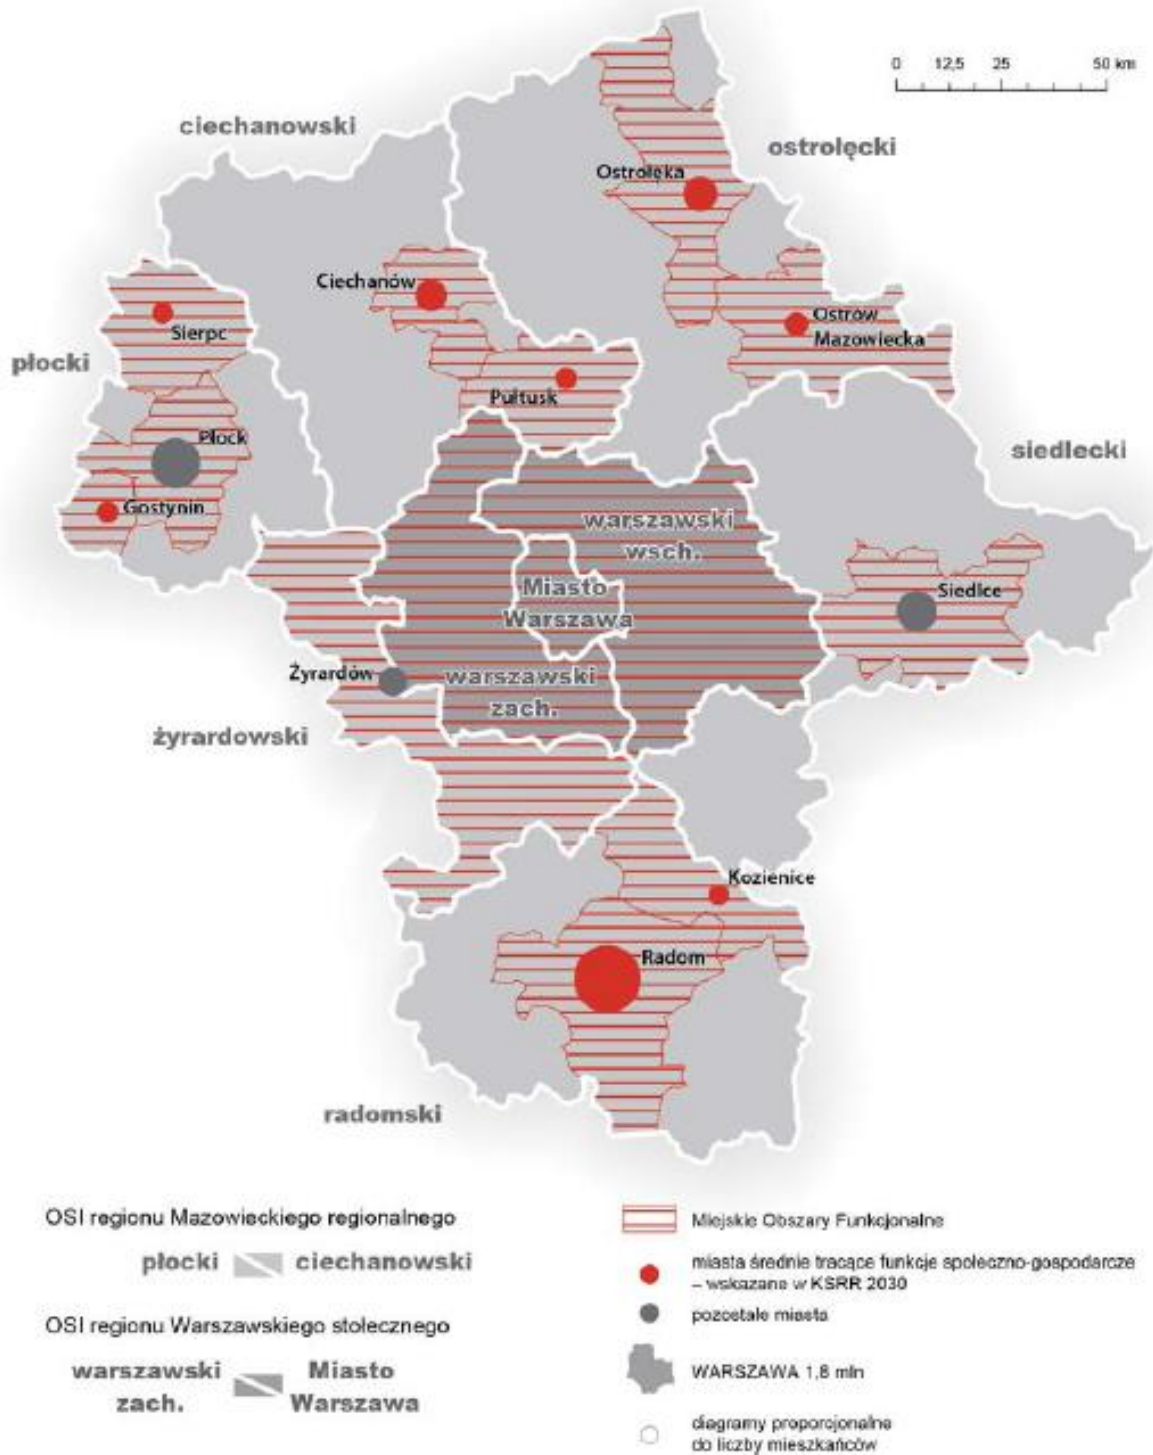 0 12,5 25 50 km
ciechanowski
ostrołęcki
Ostrołęka
Ciechanów
Sierpc
Ostrów
Mazowiecka
płocki
Pułtusk
Płock
siedlecki
Gostynin
warszawski
wsch.
Miasto
Warszawa
Siedlce
Żyrardów
warszawski
zach.
żyrardowski
Kozienice
Radom
radomski
OSI regionu Mazowieckiego regionalnego
płocki ciechanowski
OSI regionu Warszawskiego stołecznego
warszawski
zach.
Miasto
Warszawa
Miejskie Obszary Funkcjonalne
miasta średnie tracące funkcje społeczno-gospodarcze
– wskazane w KSRR 2030
pozostałe miasta
WARSZAWA 1,8 mln
diagramy proporcjonalne
do liczby mieszkańców